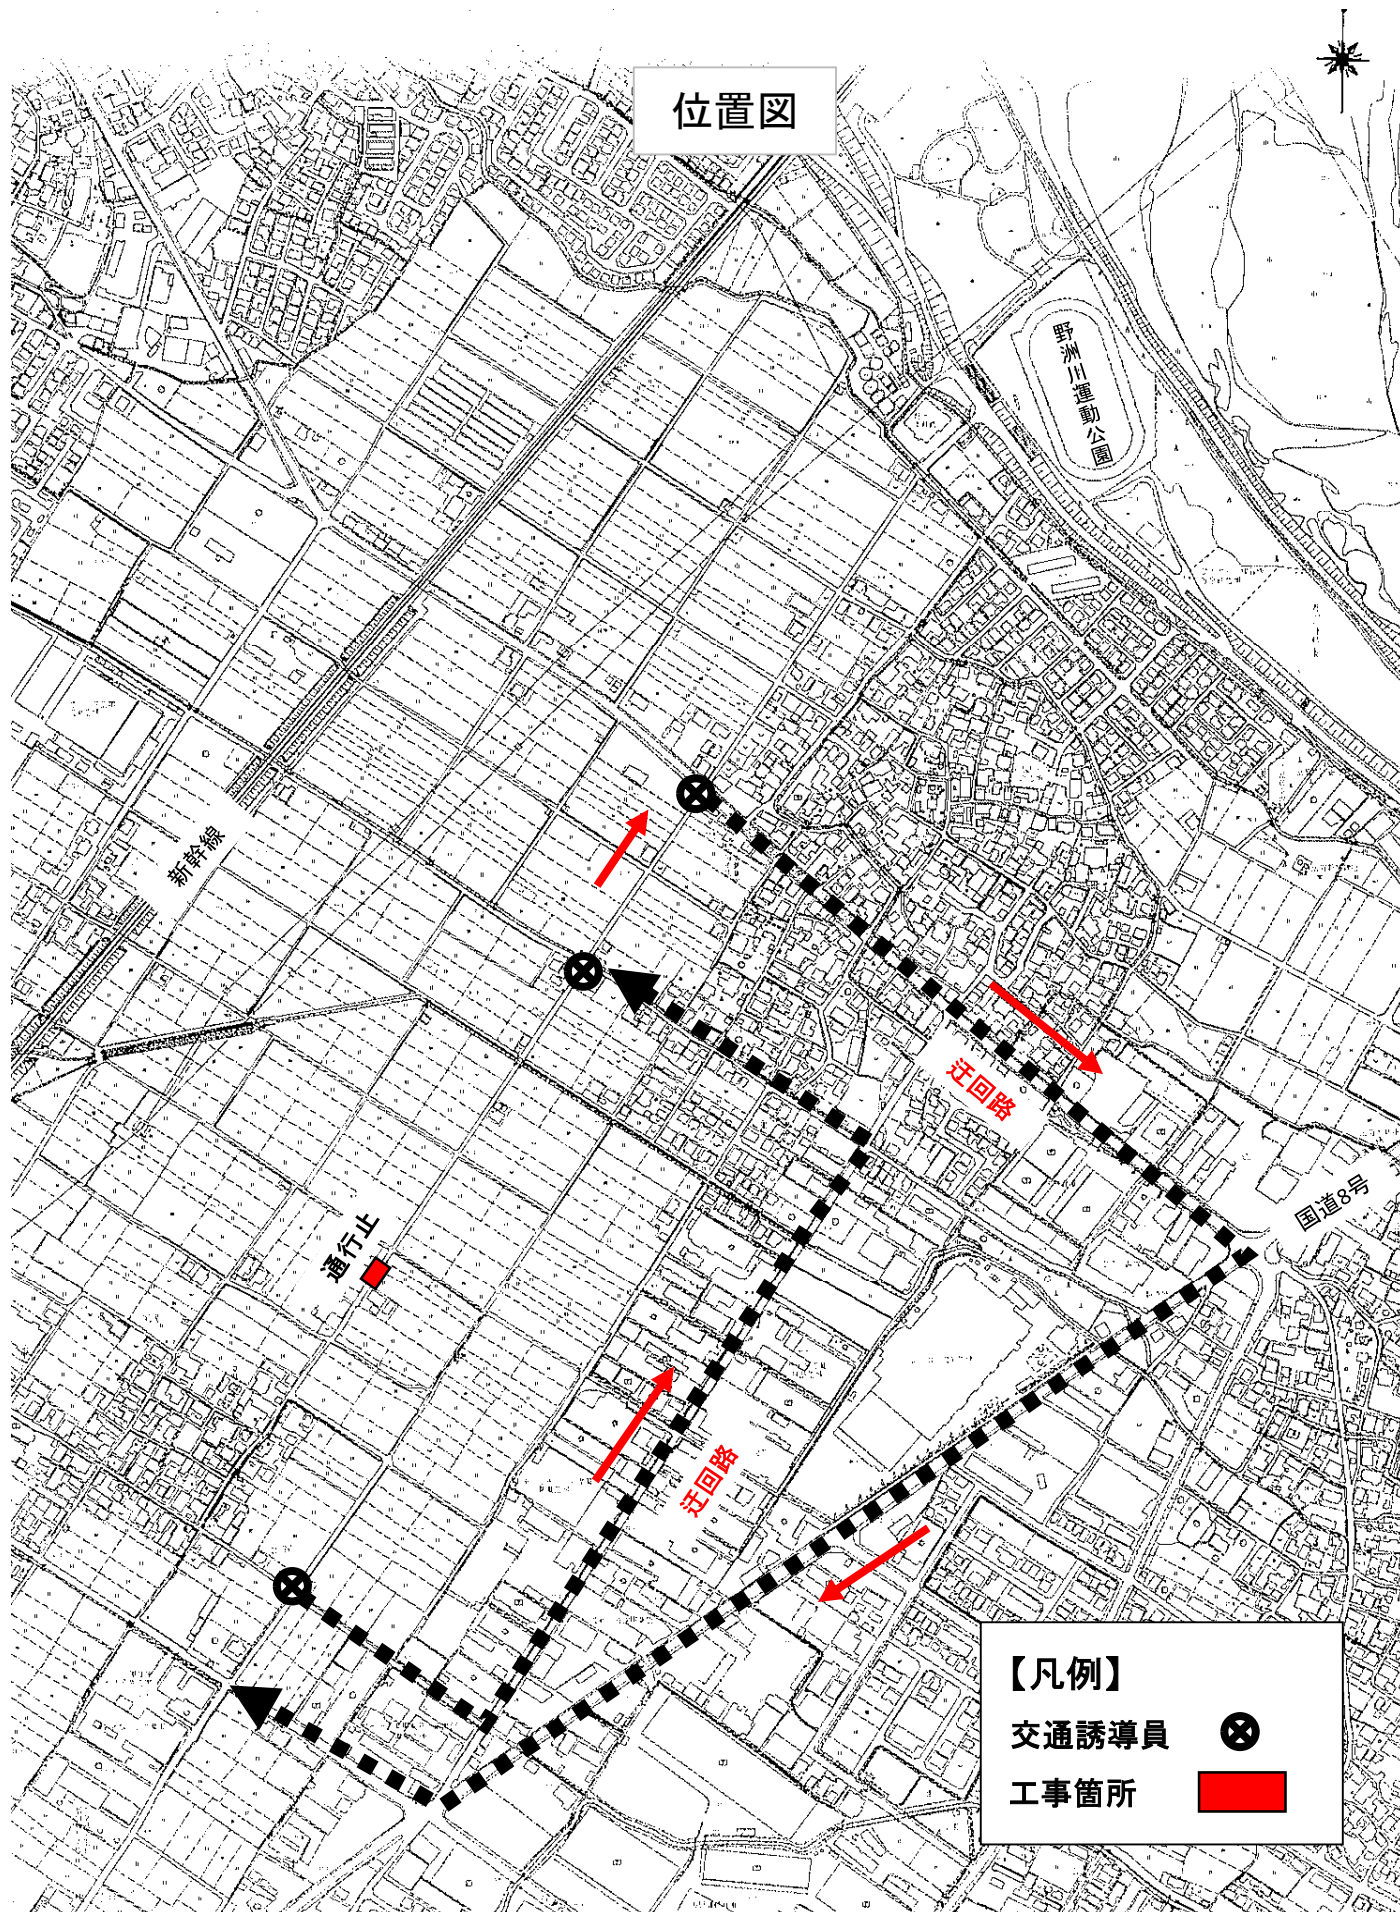 位置図
野洲川運動公園
新幹線
迂回路
国道8号
通行止
迂回路
【凡例】
交通誘導員
工事箇所